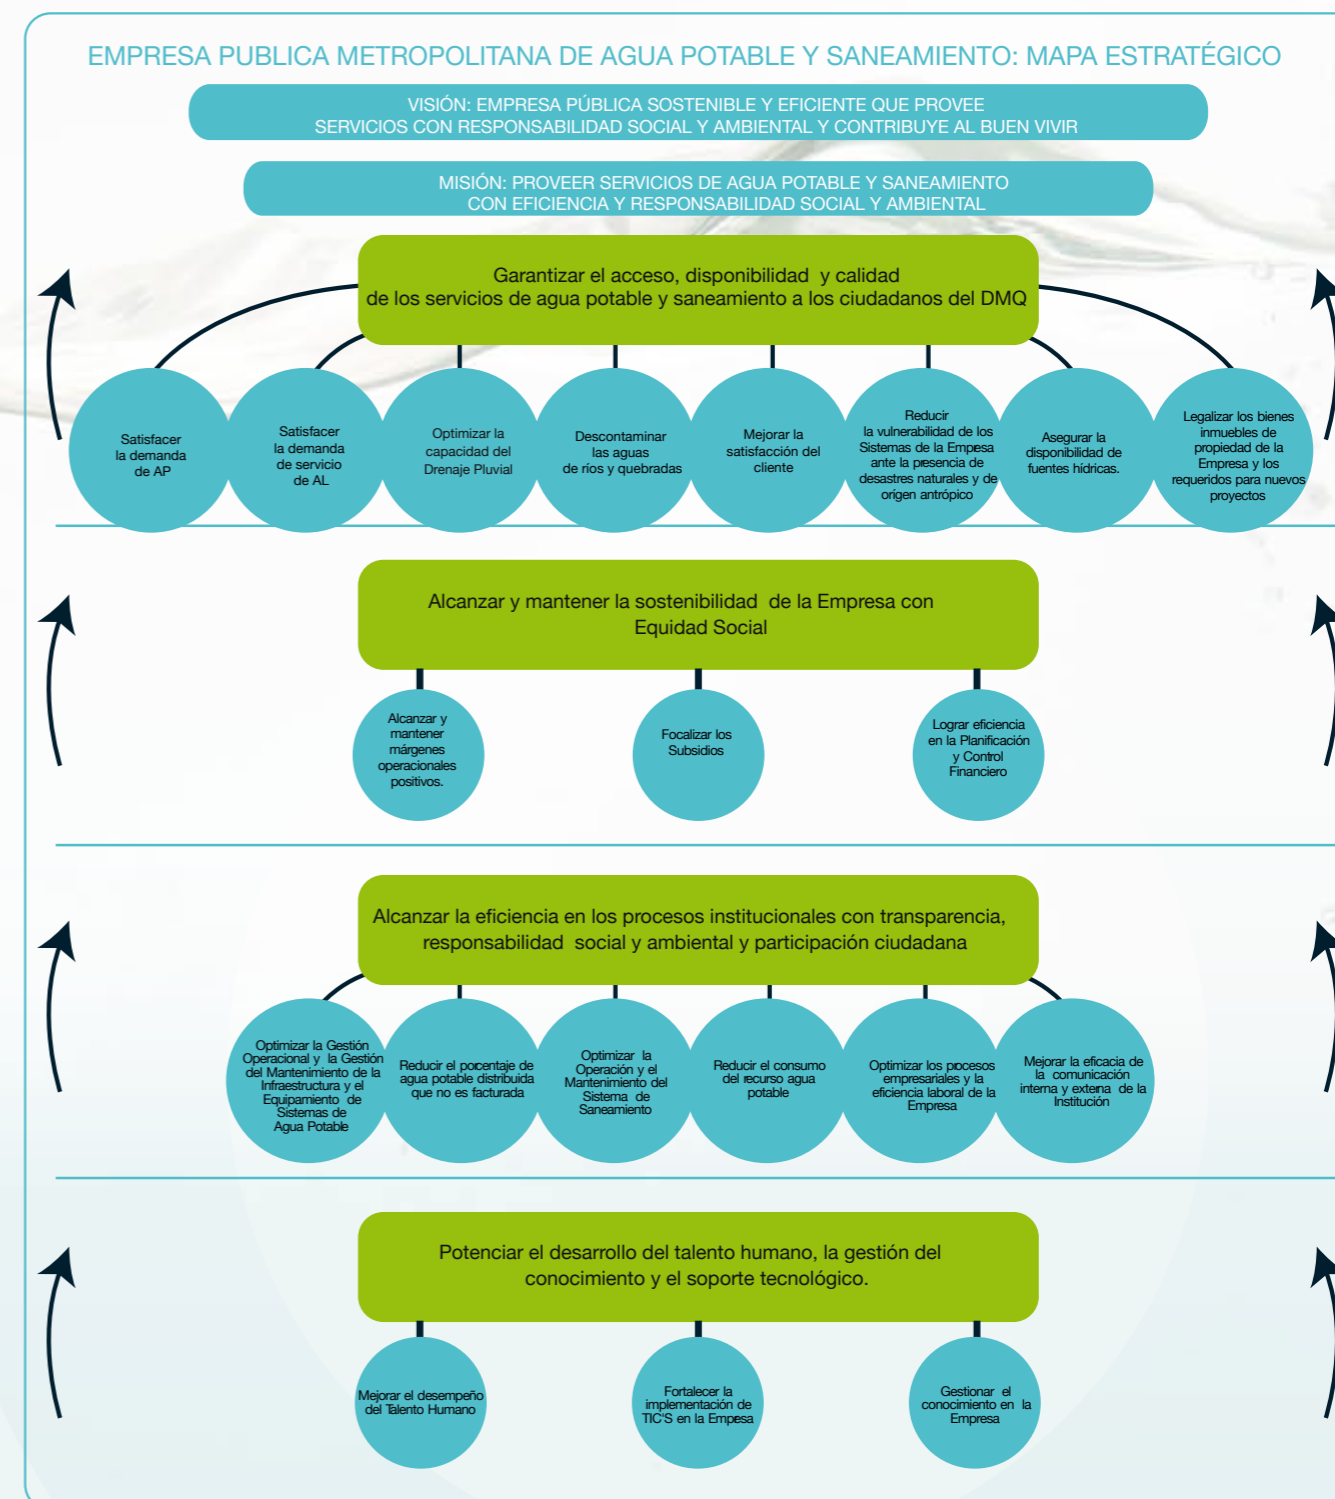 EMPRESA PUBLICA METROPOLITANA DE AGUA POTABLE Y SANEAMIENTO: MAPA ESTRATÉGICO
VISIÓN: EMPRESA PÚBLICA SOSTENIBLE Y EFICIENTE QUE PROVEE
SERVICIOS CON RESPONSABILIDAD SOCIAL Y AMBIENTAL Y CONTRIBUYE AL BUEN VIVIR
MISIÓN: PROVEER SERVICIOS DE AGUA POTABLE Y SANEAMIENTO
CON EFICIENCIA Y RESPONSABILIDAD SOCIAL Y AMBIENTAL
Garantizar el acceso, disponibilidad y calidad
de los servicios de agua potable y saneamiento a los ciudadanos del DMQ
Satisfacer
la demanda
de AP
Satisfacer
la demanda
de servicio
de AL
Optimizar la
capacidad del
Drenaje Pluvial
Descontaminar
las aguas
de ríos y quebradas
Mejorar la
satisfacción del
cliente
Reducir
la vulnerabilidad de los
Sistemas de la Empresa
ante la presencia de
desastres naturales y de
orígen antrópico
Asegurar la
disponibilidad de
fuentes hídricas.
Legalizar los bienes
inmuebles de
propiedad de la
Empresa y los
requeridos para nuevos
proyectos
Alcanzar y mantener la sostenibilidad de la Empresa con
Equidad Social
Alcanzar y
mantener
márgenes
operacionales
positivos.
Focalizar los
Subsidios
Lograr eficiencia
en la Planificación
y Control
Financiero
Alcanzar la eficiencia en los procesos institucionales con transparencia,
responsabilidad social y ambiental y participación ciudadana
Optimizar la Gestión
Operacional y la Gestión
del Mantenimiento de la
Infraestructura y el
Equipamiento de
Sistemas de
Agua Potable
Reducir el porcentaje de
agua potable distribuida
que no es facturada
Optimizar la
Operación y el
Mantenimiento del
Sistema de
Saneamiento
Reducir el consumo
del recurso agua
potable
Optimizar los procesos
empresariales y la
eficiencia laboral de la
Empresa
Mejorar la eficacia de
la comunicación
interna y externa de la
Institución
Potenciar el desarrollo del talento humano, la gestión del
conocimiento y el soporte tecnológico.
Mejorar el desempeño
del Talento Humano
Fortalecer la
implementación de
TIC'S en la Empresa
Gestionar el
conocimiento en la
Empresa